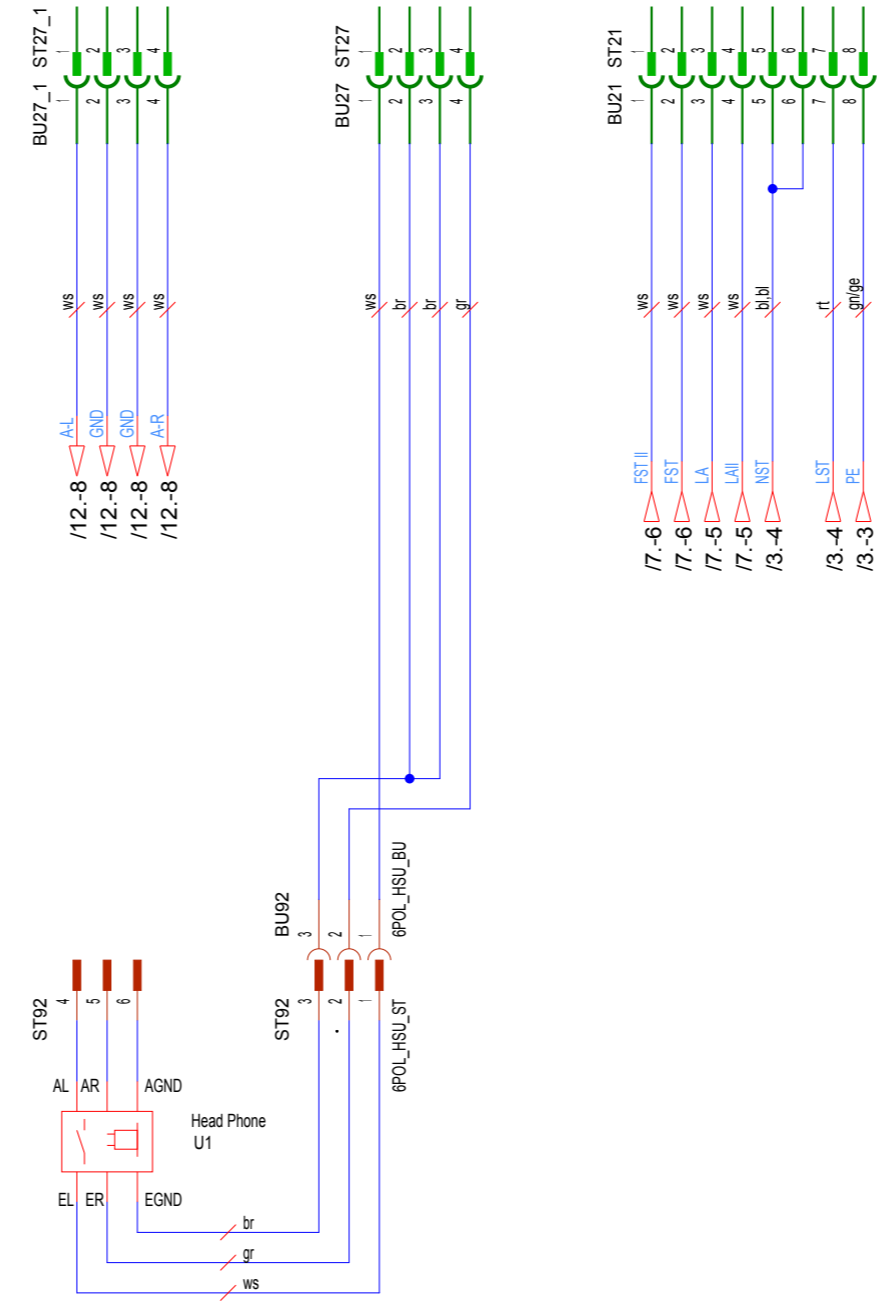 ST27_1
1
2
3
4
BU27_1
1
2
3
4
ws
ws
ws
ws
A-L
GND
GND
A-R
/12.-8
/12.-8
/12.-8
/12.-8
ST27
1
2
3
4
BU27
1
2
3
4
ws
br
br
gr
ST21
1
2
3
4
5
6
7
8
BU21
1
2
3
4
5
6
7
8
ws
ws
ws
ws
bl,bl
rt
gn/ge
FST II
FST
LA
LAII
NST
LST
PE
/7.-6
/7.-6
/7.-5
/7.-5
/3.-4
/3.-4
/3.-3
BU92
3
2
1
6POL_HSU_BU
ST92
3
2
1
6POL_HSU_ST
ST92
4
5
6
AL
AR
AGND
Head Phone
U1
EL
ER
EGND
br
gr
ws